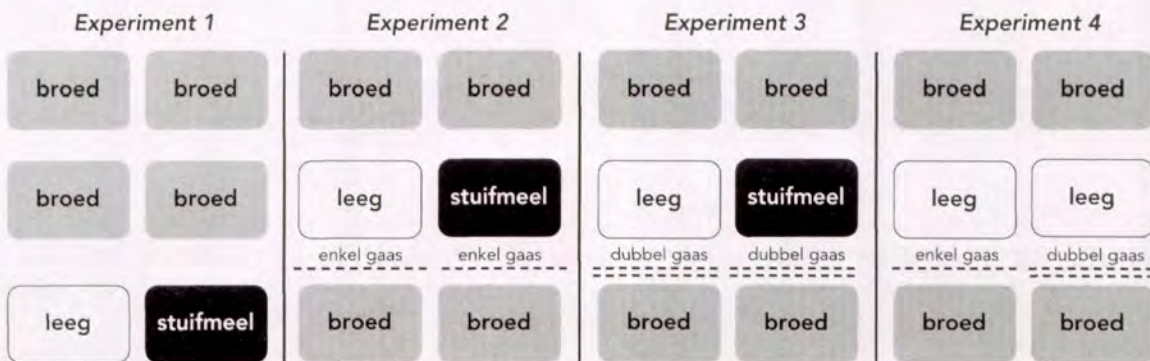 Experiment 1 Experiment 2 Experiment 3 Experiment 4
broed broed broed broed broed broed broed broed
broed broed leeg stuifmeel leeg stuifmeel leeg leeg
enkel gaas enkel gaas dubbel gaas dubbel gaas enkel gaas dubbel gaas
leeg stuifmeel broed broed broed broed broed broed